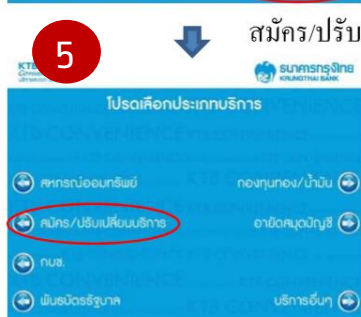 5
สมัคร/ปรับ
ธนาคารกรุงไทย
KRUNGTHAI BANK
โปรดเลือกประเภทบริการ
สหกรณ์ออมทรัพย์
กองทุนทอง/น้ำมัน
สมัคร/ปรับเปลี่ยนบริการ
อายัดสมุดบัญชี
กบข.
พันธบัตรรัฐบาล
บริการอื่นๆ